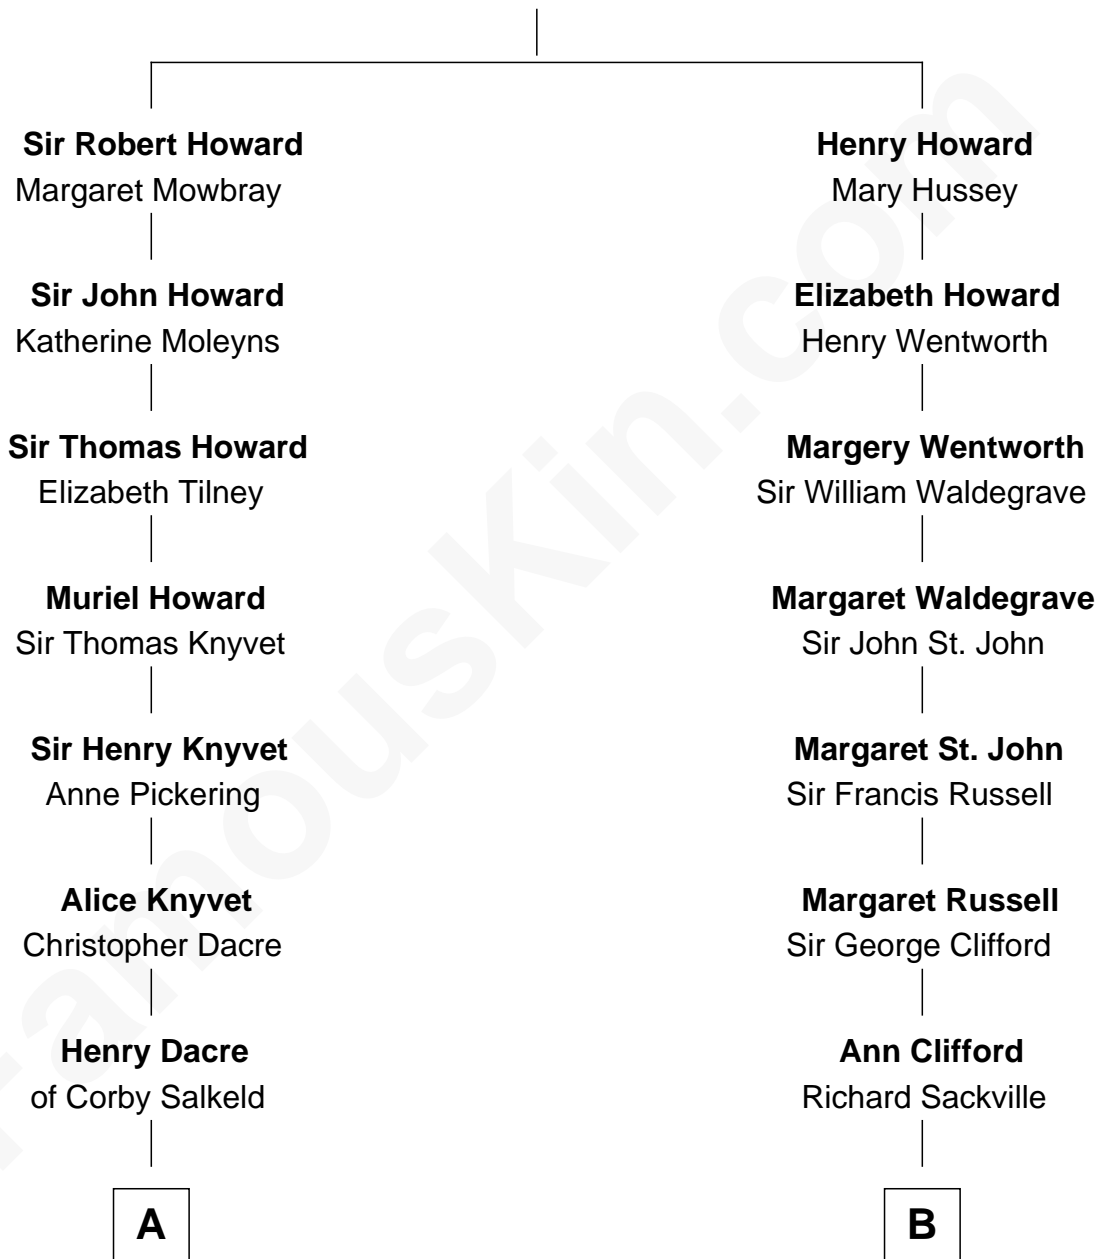 Sir Robert Howard
Margaret Mowbray
Sir John Howard
Katherine Moleyns
Sir Thomas Howard
Elizabeth Tilney
Muriel Howard
Sir Thomas Knyvet
Sir Henry Knyvet
Anne Pickering
Alice Knyvet
Christopher Dacre
Henry Dacre
of Corby Salkeld
A
Henry Howard
Mary Hussey
Elizabeth Howard
Henry Wentworth
Margery Wentworth
Sir William Waldegrave
Margaret Waldegrave
Sir John St. John
Margaret St. John
Sir Francis Russell
Margaret Russell
Sir George Clifford
Ann Clifford
Richard Sackville
B
FamousKin.com